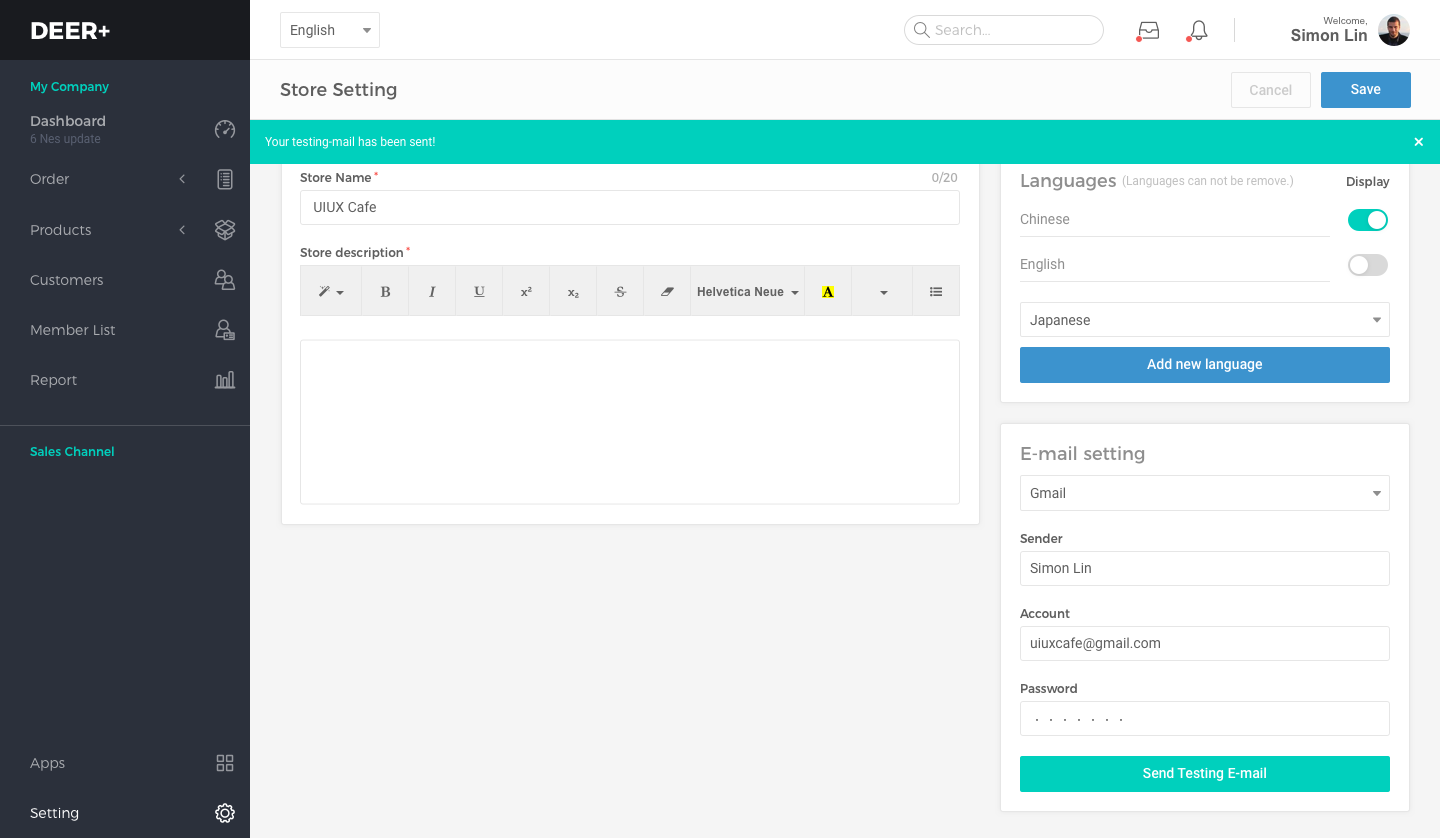 DEER+
English
Search...
Welcome,
Simon Lin
My Company
Dashboard
6 Nes update
Order
Products
Customers
Member List
Report
Sales Channel
Apps
Setting
Store Setting
Cancel
Save
Your testing-mail has been sent!
Store Name*
0/20
UIUX Cafe
Store description*
B I U x² x₂ S Helvetica Neue A
Languages (Languages can not be remove.) Display
Chinese
English
Japanese
Add new language
E-mail setting
Gmail
Sender
Simon Lin
Account
uiuxcafe@gmail.com
Password
Send Testing E-mail